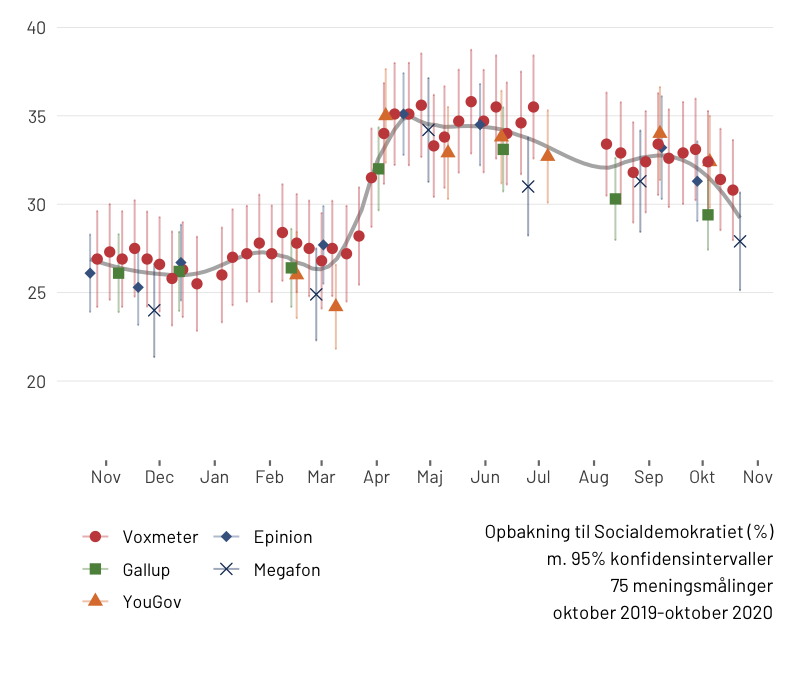 40
35
30
25
20
Nov Dec Jan Feb Mar Apr Maj Jun Jul Aug Sep Okt Nov
Voxmeter Epinion
Gallup Megafon
YouGov
Opbakning til Socialdemokratiet (%)
m. 95% konfidensintervaller
75 meningsmålinger
oktober 2019-oktober 2020